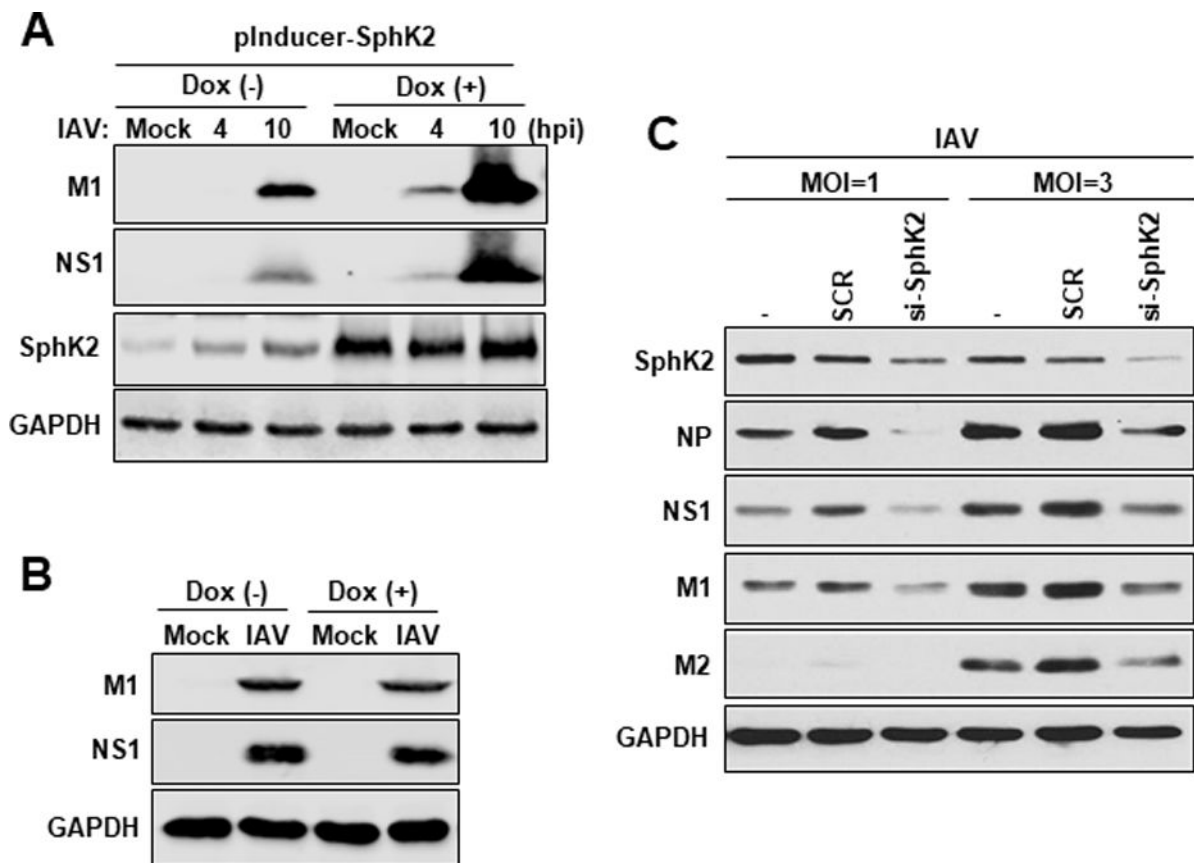 A
pInducer-SphK2
Dox (-) Dox (+)
IAV: Mock 4 10 Mock 4 10 (hpi)
M1
NS1
SphK2
GAPDH
B
Dox (-) Dox (+)
Mock IAV Mock IAV
M1
NS1
GAPDH
C
IAV
MOI=1 MOI=3
- SCR si-SphK2 - SCR si-SphK2
SphK2
NP
NS1
M1
M2
GAPDH